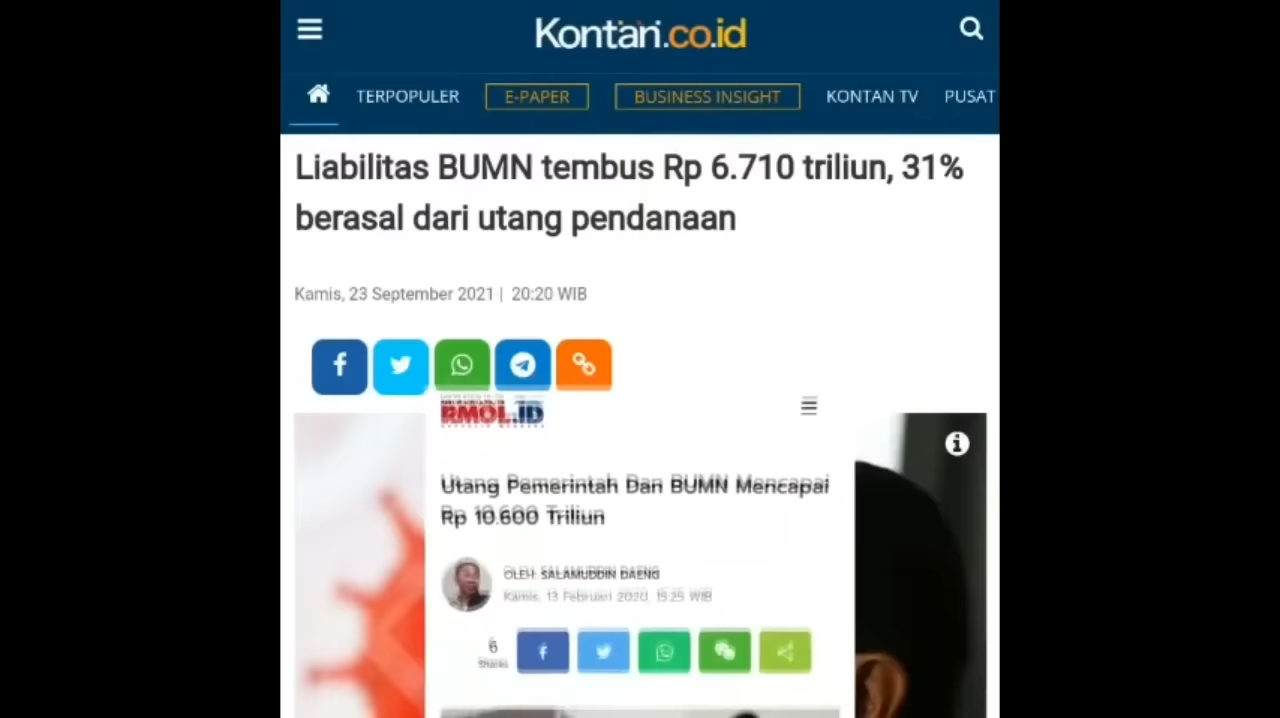 Kontan.co.id
TERPOPULER E-PAPER BUSINESS INSIGHT KONTAN TV PUSAT
Liabilitas BUMN tembus Rp 6.710 triliun, 31%
berasal dari utang pendanaan
Kamis, 23 September 2021 | 20:20 WIB
RMOL.ID
Utang Pemerintah Dan BUMN Mencapai
Rp 10.600 Triliun
OLEH: SALAMUDDIN DAENG
Kamis, 13 Februari 2020, 15:25 WIB
6
Shares